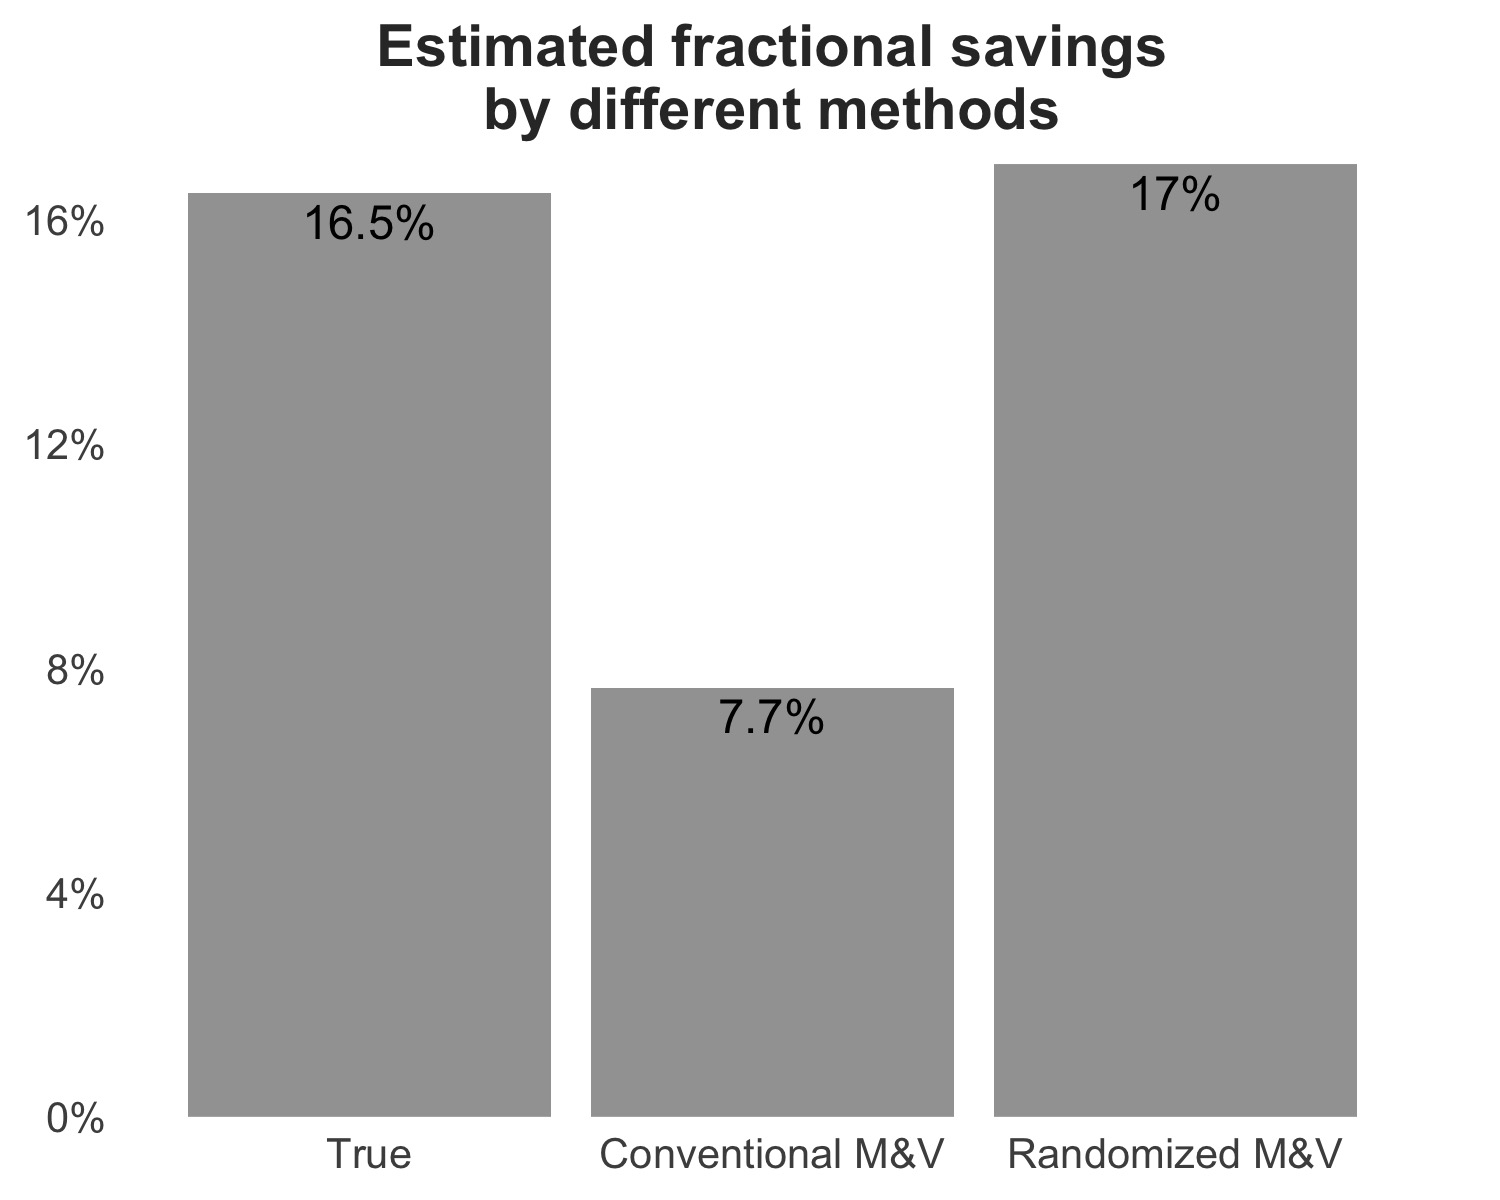 Estimated fractional savings
by different methods
17%
16.5%
16%
12%
8%
7.7%
4%
0%
True
Conventional M&V
Randomized M&V